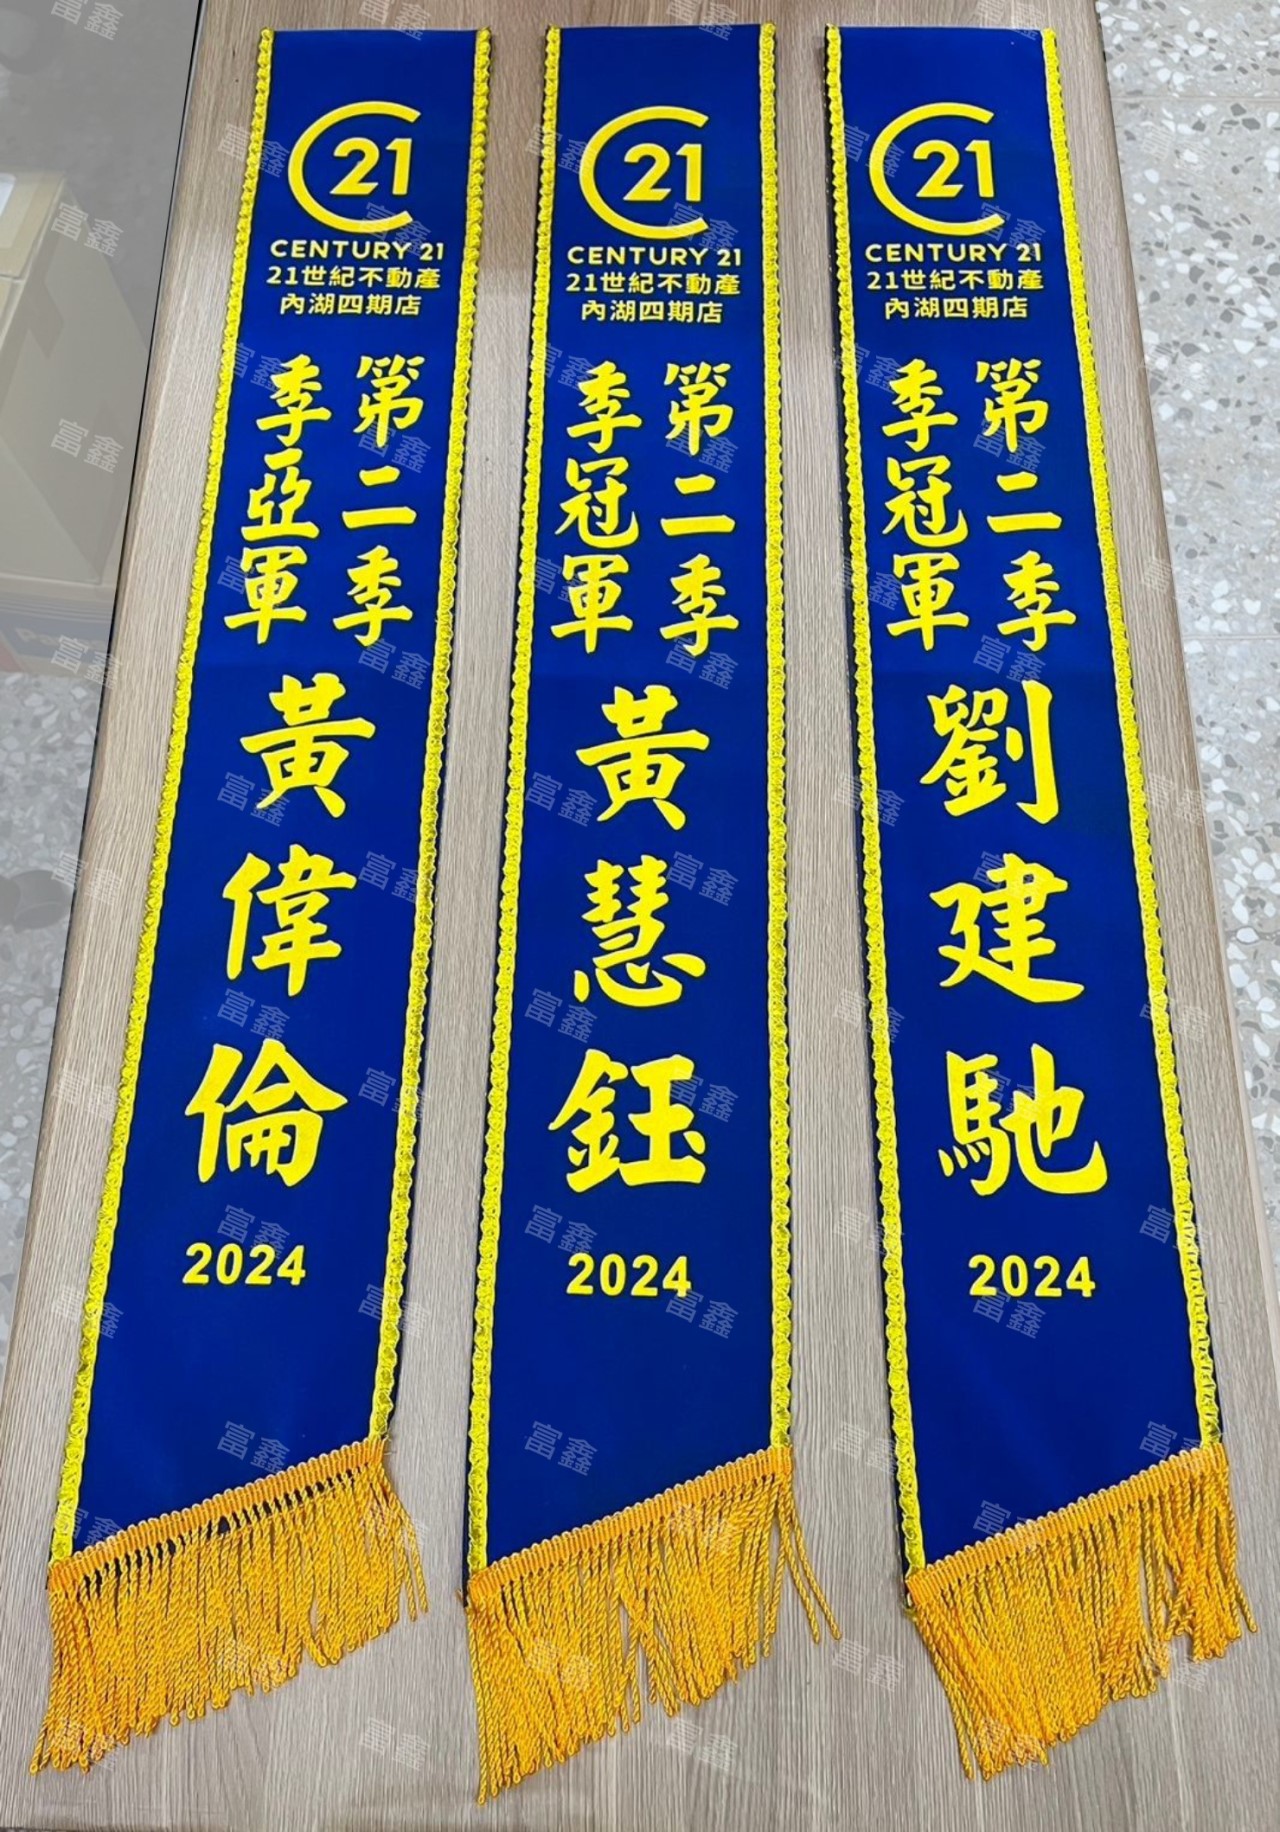 21
CENTURY 21
21世紀不動產
內湖四期店
第二季
季亞軍
黃偉倫
2024
21
CENTURY 21
21世紀不動產
內湖四期店
第二季
季冠軍
黃慧鈺
2024
21
CENTURY 21
21世紀不動產
內湖四期店
第二季
季冠軍
劉建馳
2024
富鑫